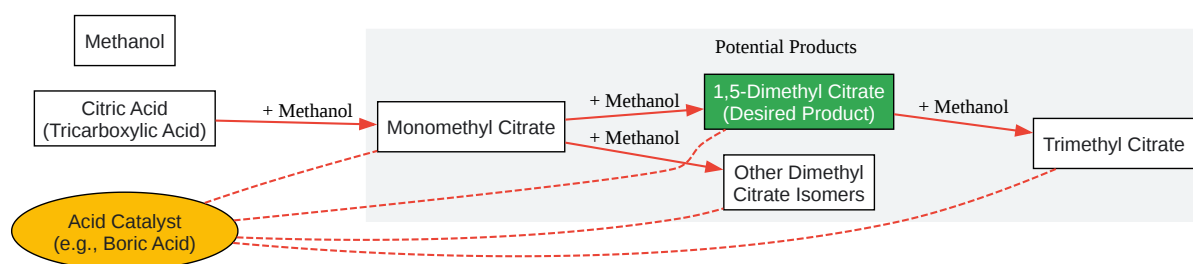 Methanol
Potential Products
Citric Acid
(Tricarboxylic Acid)
+ Methanol
Monomethyl Citrate
+ Methanol
+ Methanol
1,5-Dimethyl Citrate
(Desired Product)
+ Methanol
Trimethyl Citrate
Other Dimethyl
Citrate Isomers
Acid Catalyst
(e.g., Boric Acid)